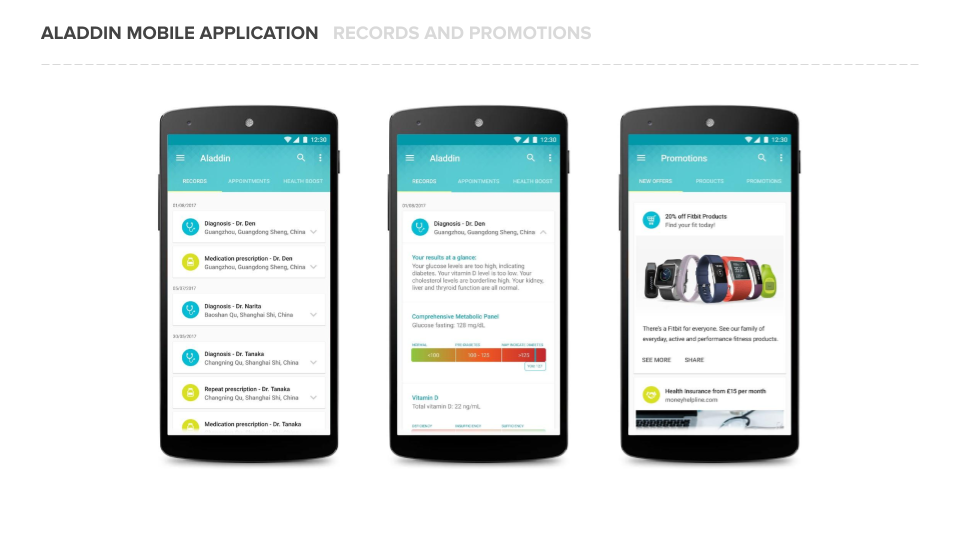 ALADDIN MOBILE APPLICATION RECORDS AND PROMOTIONS
12:30
Aladdin
RECORDS APPOINTMENTS HEALTH BOOST
01/08/2017
Diagnosis - Dr. Den
Guangzhou, Guangdong Sheng, China
Medication prescription - Dr. Den
Guangzhou, Guangdong Sheng, China
Diagnosis - Dr. Narita
Baoshan Qu, Shanghai Shi, China
Diagnosis - Dr. Tanaka
Changning Qu, Shanghai Shi, China
Repeat prescription - Dr. Tanaka
Changning Qu, Shanghai Shi, China
Medication prescription - Dr. Tanaka
12:30
Aladdin
RECORDS APPOINTMENTS HEALTH BOOST
01/08/2017
Diagnosis - Dr. Den
Guangzhou, Guangdong Sheng, China
Your results at a glance:
Your glucose levels are too high, indicating
diabetes. Your vitamin D level is too low. Your
cholesterol levels are borderline high. Your kidney,
liver and thryroid function are all normal.
Comprehensive Metabolic Panel
Glucose fasting: 128 mg/dL
NORMAL PREDIABETES
<100 100 - 125 >125
Vitamin D
Total vitamin D: 22 ng/mL
DEFICIENCY INSUFFICIENCY SUFFICIENCY
12:30
Promotions
NEW OFFERS PRODUCTS PROMOTIONS
20% off Fitbit Products
Find your fit today!
There's a Fitbit for everyone. See our family of
everyday, active and performance fitness products.
SEE MORE SHARE
Health Insurance from £15 per month
moneyhelpline.com